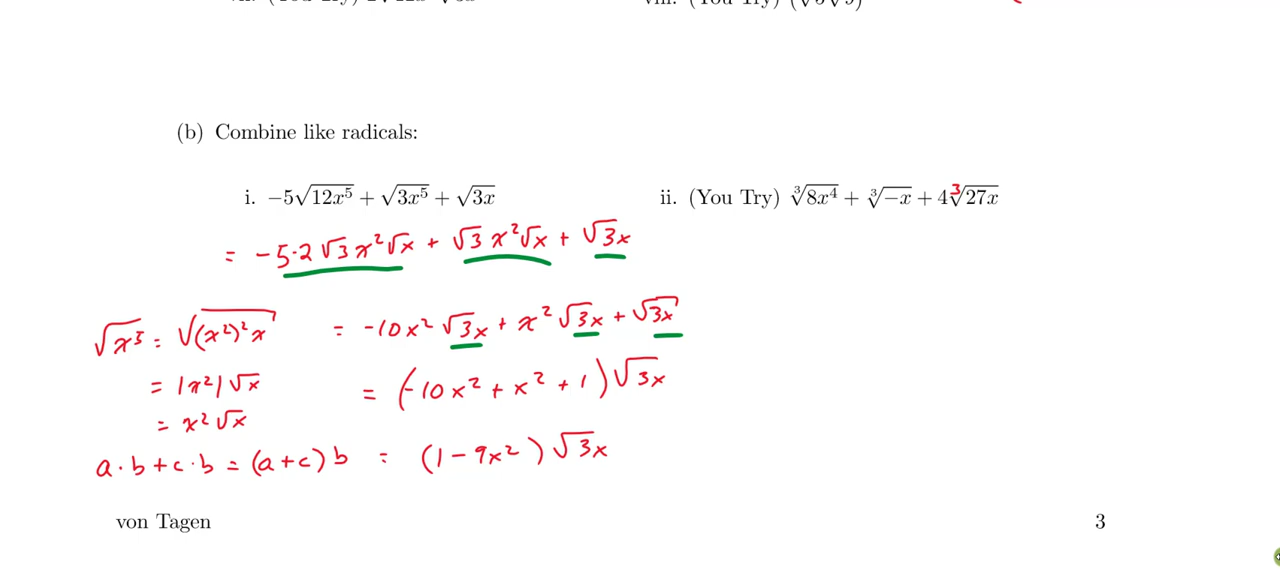 (b) Combine like radicals:
i. −5√12x⁵ + √3x⁵ + √3x
ii. (You Try) ∛8x⁴ + ∛−x + 4∛27x
= −5·2√3 x²√x + √3 x²√x + √3x
√x⁵ = √(x²)²x
= −10x²√3x + x²√3x + √3x
= |x²|√x
= (−10x² + x² + 1)√3x
= x²√x
a·b + c·b = (a+c)b
= (1 − 9x²)√3x
von Tagen
3